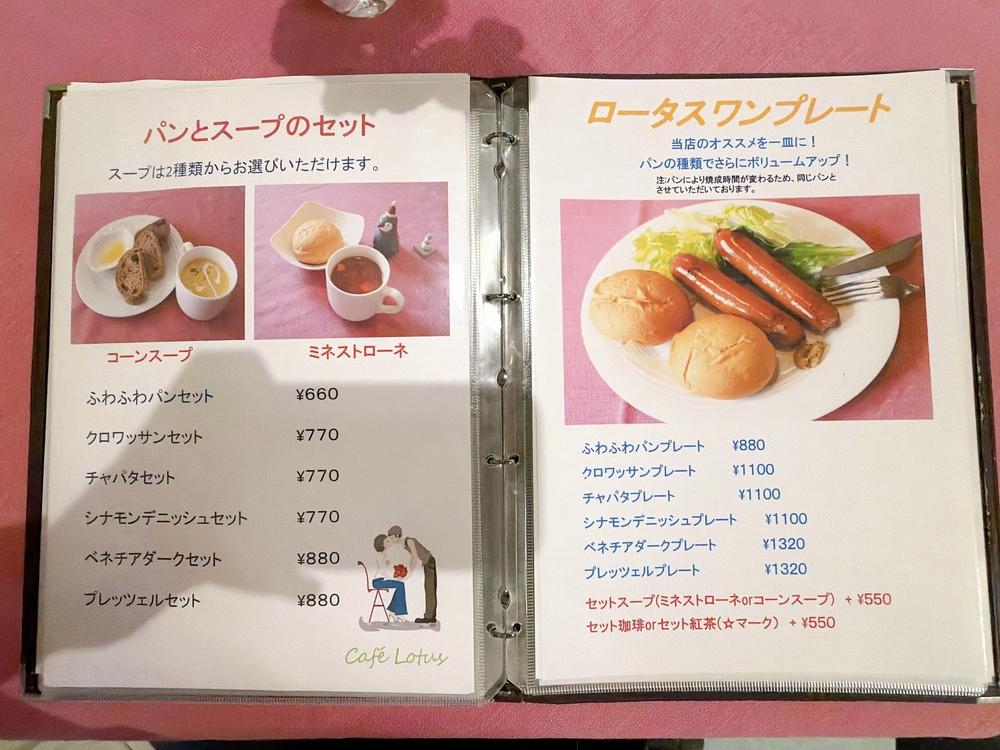 パンとスープのセット
スープは2種類からお選びいただけます。
コーンスープ
ミネストローネ
ふわふわパンセット ¥660
クロワッサンセット ¥770
チャパタセット ¥770
シナモンデニッシュセット ¥770
ベネチアダークセット ¥880
プレッツェルセット ¥880
Café Lotus
ロータスワンプレート
当店のオススメを一皿に！
パンの種類でさらにボリュームアップ！
注:パンにより焼成時間が変わるため、同じパンと
させていただいております。
ふわふわパンプレート ¥880
クロワッサンプレート ¥1100
チャパタプレート ¥1100
シナモンデニッシュプレート ¥1100
ベネチアダークプレート ¥1320
プレッツェルプレート ¥1320
セットスープ(ミネストローネorコーンスープ) + ¥550
セット珈琲orセット紅茶(☆マーク) + ¥550